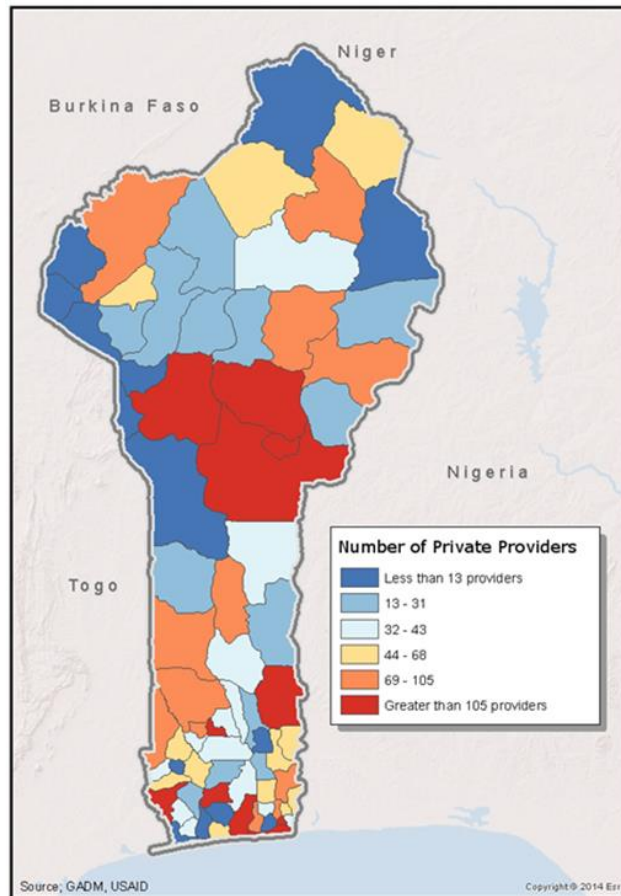 Niger
Burkina Faso
Nigeria
Togo
Number of Private Providers
Less than 13 providers
13 - 31
32 - 43
44 - 68
69 - 105
Greater than 105 providers
Source; GADM, USAID
Copyright © 2014 Esr